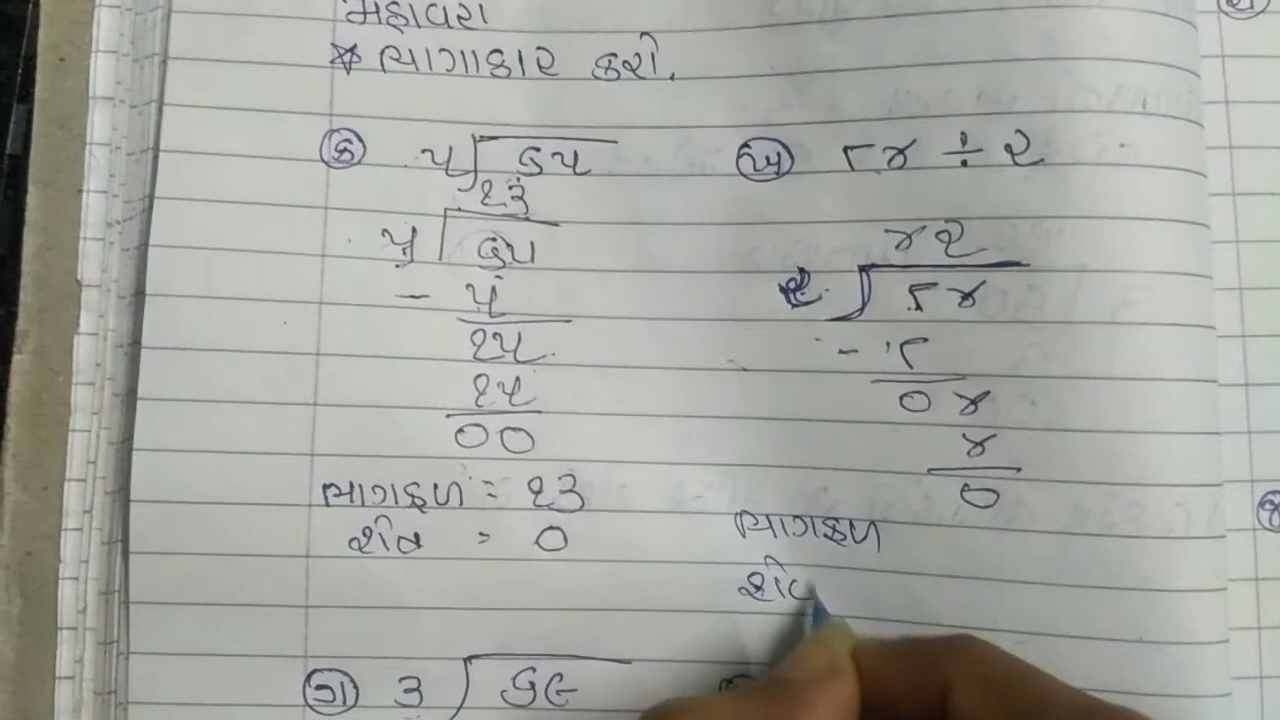 મહાવરા
* ભાગાકાર કરો.
ક ૫ ૬૫
૧૩
૫ ૬૫
- ૫
૧૫
૧૫
૦૦
ભાગફળ = ૧૩
શેષ = ૦
ખ ૮૪ ÷ ૨
૪૨
૨ ૮૪
- ૮
૦૪
૪
૦
ભાગફળ
ગ ૩ ૬૯